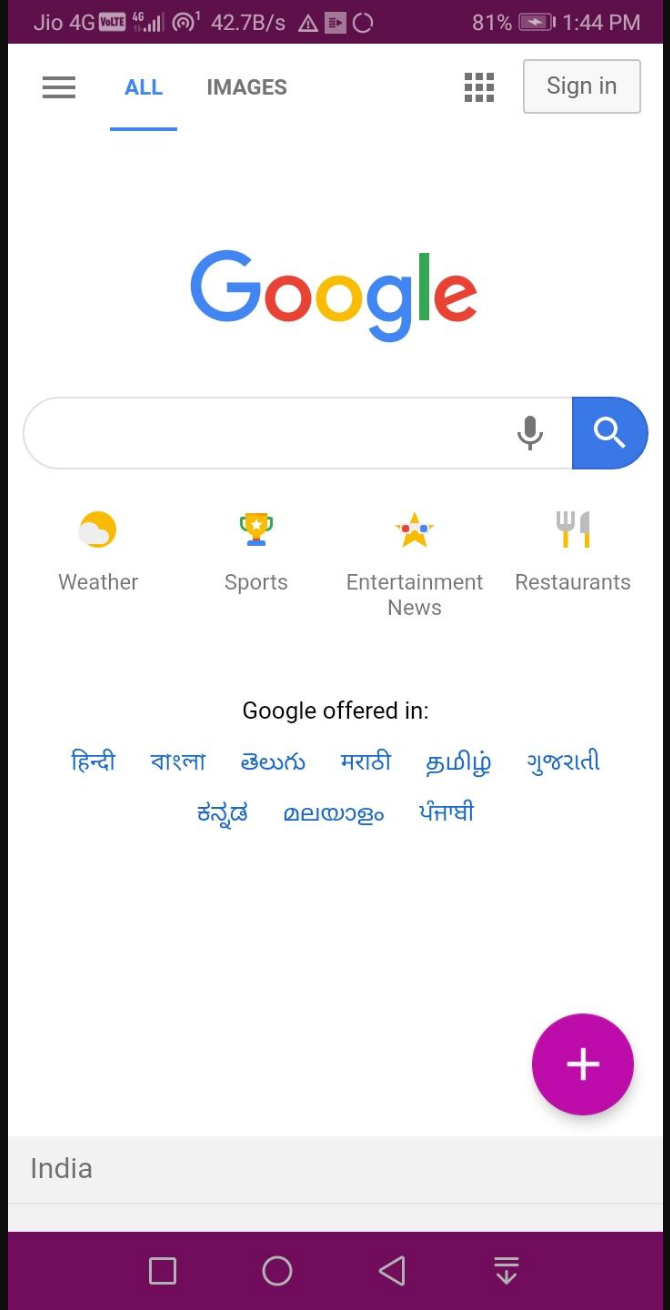 Jio 4G VoLTE 4G 1 42.7B/s 81% 1:44 PM
ALL IMAGES Sign in
Google
Weather Sports Entertainment News Restaurants
Google offered in:
हिन्दी বাংলা తెలుగు मराठी தமிழ் ગુજરાતી
ಕನ್ನಡ മലയാളം ਪੰਜਾਬੀ
India